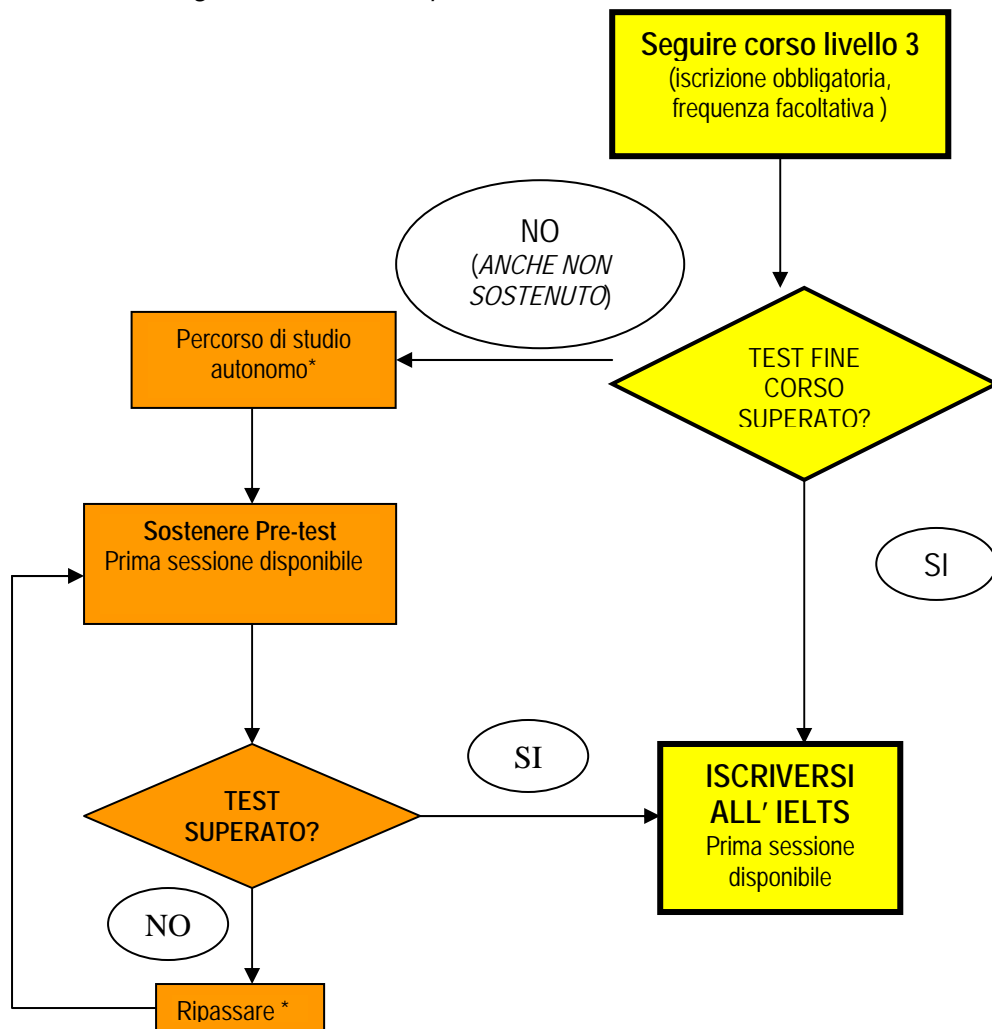 Seguire corso livello 3
(iscrizione obbligatoria,
frequenza facoltativa )
NO
(ANCHE NON
SOSTENUTO)
Percorso di studio
autonomo*
TEST FINE
CORSO
SUPERATO?
Sostenere Pre-test
Prima sessione disponibile
SI
SI
TEST
SUPERATO?
ISCRIVERSI
ALL' IELTS
Prima sessione
disponibile
NO
Ripassare *